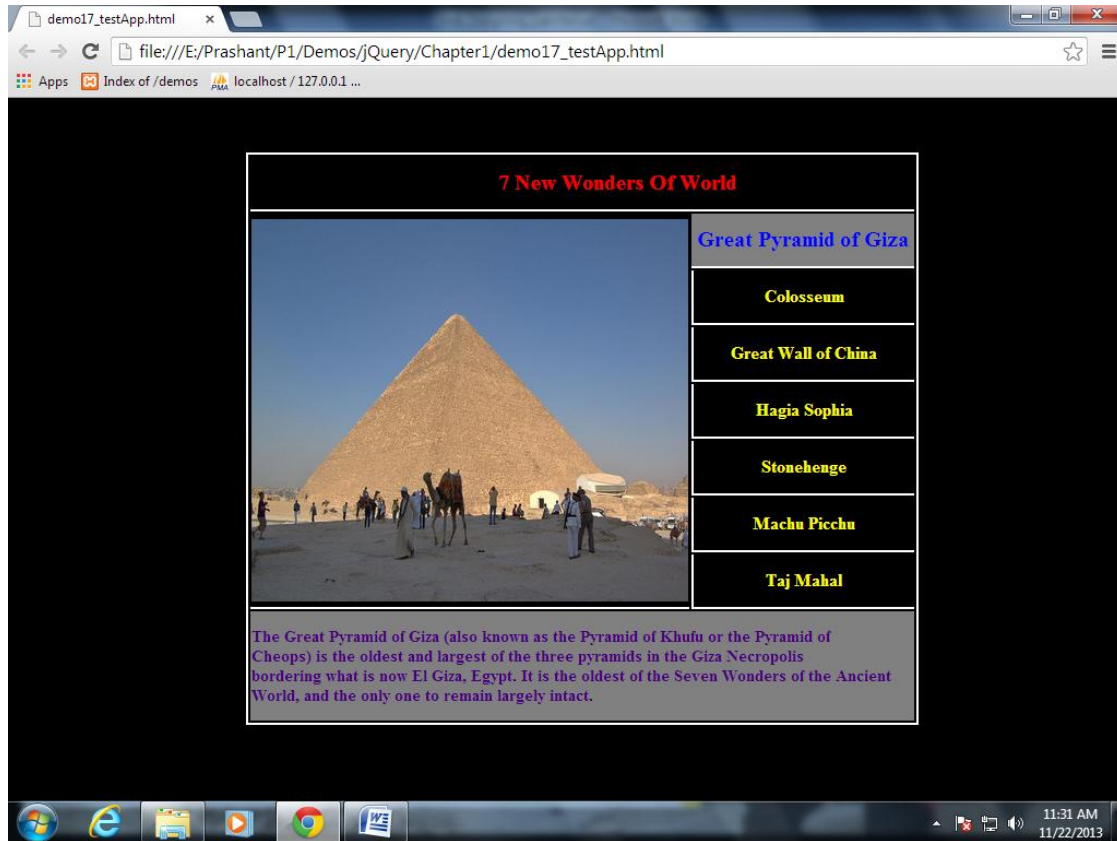 demo17_testApp.html
file:///E:/Prashant/P1/Demos/jQuery/Chapter1/demo17_testApp.html
Apps Index of /demos PMA localhost / 127.0.0.1 ...
7 New Wonders Of World
Great Pyramid of Giza
Colosseum
Great Wall of China
Hagia Sophia
Stonehenge
Machu Picchu
Taj Mahal
The Great Pyramid of Giza (also known as the Pyramid of Khufu or the Pyramid of
Cheops) is the oldest and largest of the three pyramids in the Giza Necropolis
bordering what is now El Giza, Egypt. It is the oldest of the Seven Wonders of the Ancient
World, and the only one to remain largely intact.
11:31 AM
11/22/2013